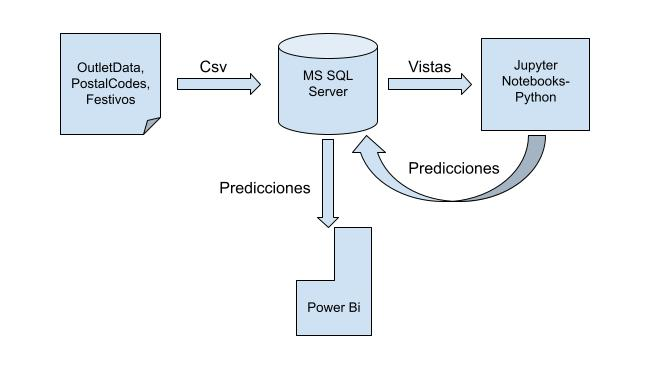 OutletData,
PostalCodes,
Festivos
Csv
MS SQL
Server
Vistas
Jupyter
Notebooks-
Python
Predicciones
Predicciones
Power Bi